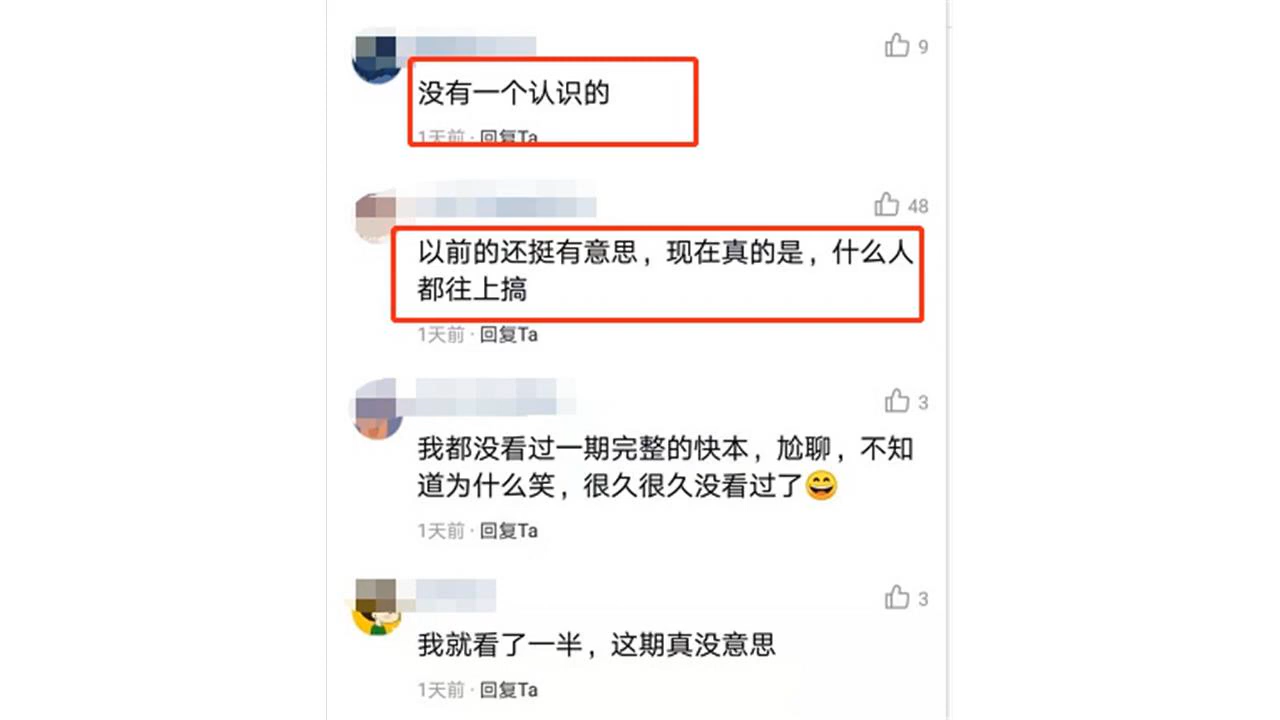 9
没有一个认识的
1天前 · 回复Ta
48
以前的还挺有意思，现在真的是，什么人
都往上搞
1天前 · 回复Ta
3
我都没看过一期完整的快本，尬聊，不知
道为什么笑，很久很久没看过了😄
1天前 · 回复Ta
3
我就看了一半，这期真没意思
1天前 · 回复Ta